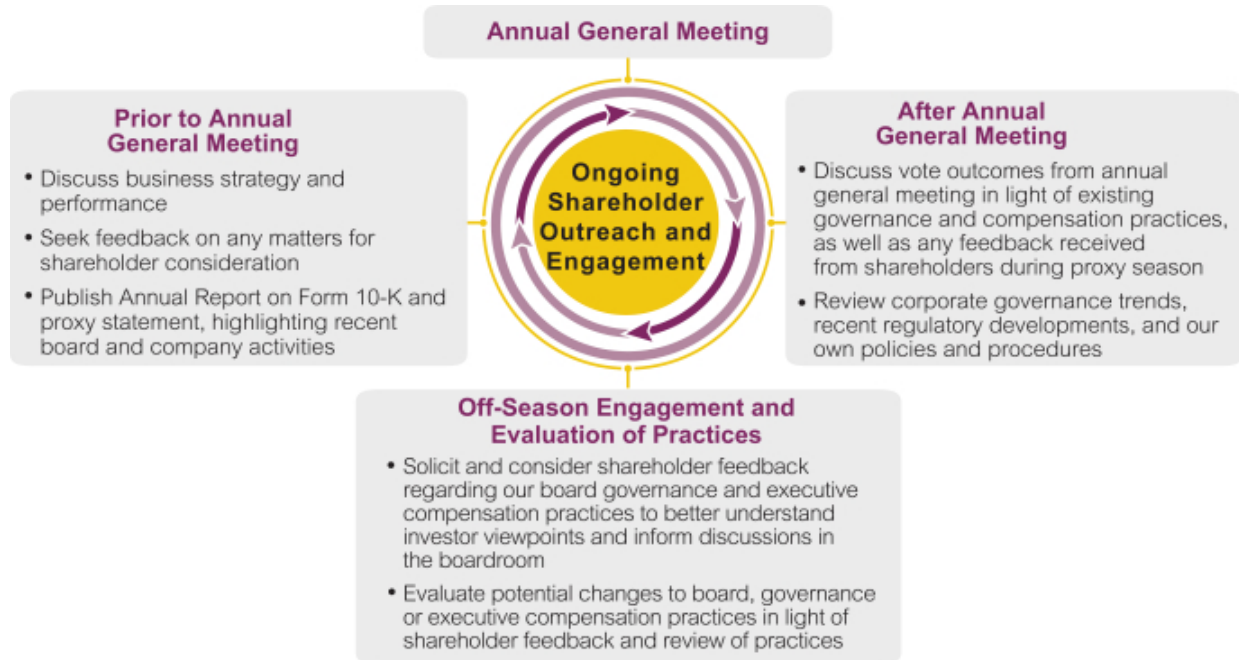 Annual General Meeting
Prior to Annual
General Meeting
• Discuss business strategy and
performance
• Seek feedback on any matters for
shareholder consideration
• Publish Annual Report on Form 10-K and
proxy statement, highlighting recent
board and company activities
Ongoing
Shareholder
Outreach and
Engagement
After Annual
General Meeting
• Discuss vote outcomes from annual
general meeting in light of existing
governance and compensation practices,
as well as any feedback received
from shareholders during proxy season
• Review corporate governance trends,
recent regulatory developments, and our
own policies and procedures
Off-Season Engagement and
Evaluation of Practices
• Solicit and consider shareholder feedback
regarding our board governance and executive
compensation practices to better understand
investor viewpoints and inform discussions in
the boardroom
• Evaluate potential changes to board, governance
or executive compensation practices in light of
shareholder feedback and review of practices